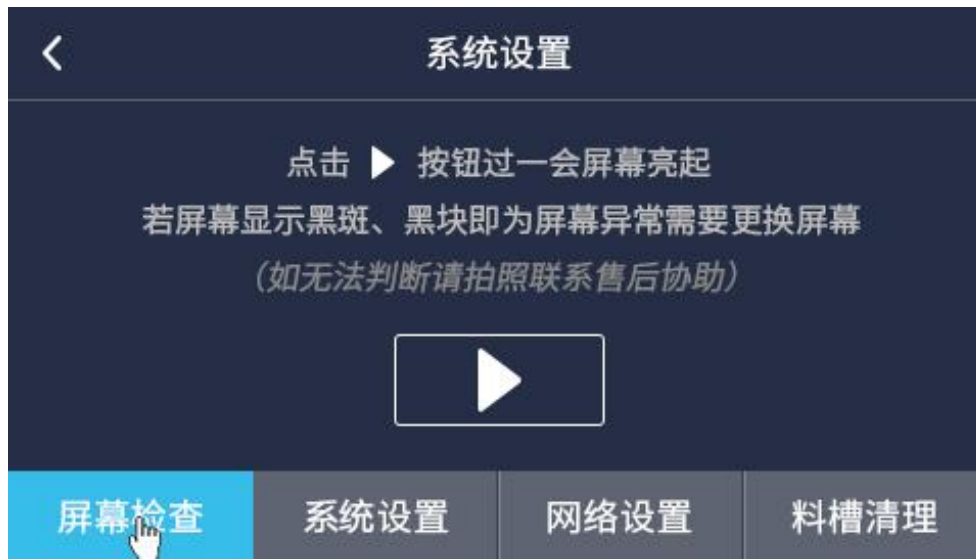 系统设置
点击 ▶ 按钮过一会屏幕亮起
若屏幕显示黑斑、黑块即为屏幕异常需要更换屏幕
（如无法判断请拍照联系售后协助）
屏幕检查 系统设置 网络设置 料槽清理